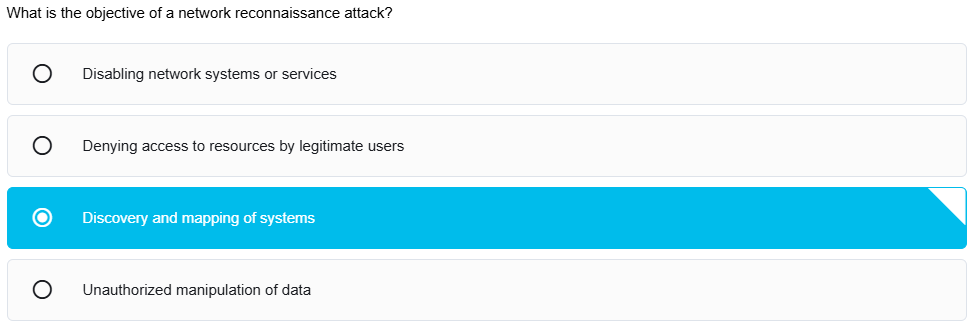 What is the objective of a network reconnaissance attack?
Disabling network systems or services
Denying access to resources by legitimate users
Discovery and mapping of systems
Unauthorized manipulation of data